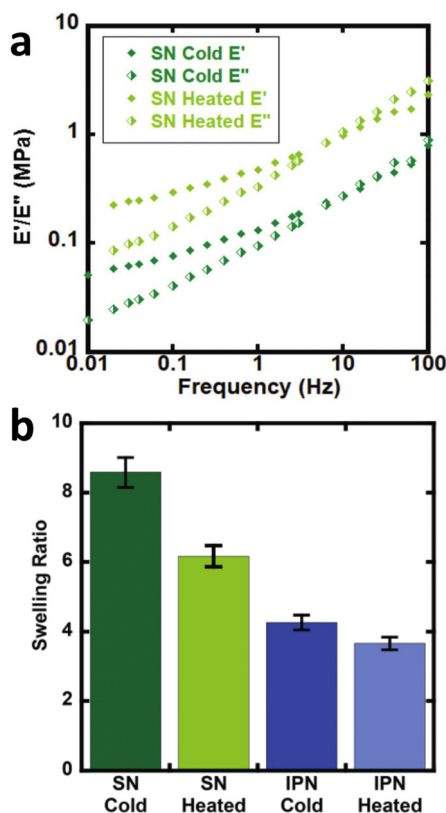 a
10
1
0.1
0.01
E'/E" (MPa)
SN Cold E'
SN Cold E"
SN Heated E'
SN Heated E"
0.01 0.1 1 10 100
Frequency (Hz)
b
10
8
6
4
2
0
Swelling Ratio
SN SN IPN IPN
Cold Heated Cold Heated